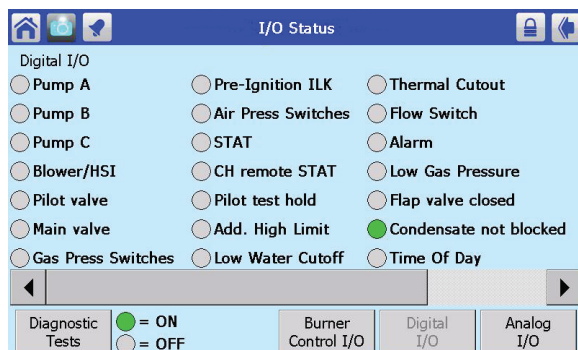 I/O Status
Digital I/O
Pump A Pre-Ignition ILK Thermal Cutout
Pump B Air Press Switches Flow Switch
Pump C STAT Alarm
Blower/HSI CH remote STAT Low Gas Pressure
Pilot valve Pilot test hold Flap valve closed
Main valve Add. High Limit Condensate not blocked
Gas Press Switches Low Water Cutoff Time Of Day
Diagnostic Tests = ON Burner Control I/O Digital I/O Analog I/O
= OFF